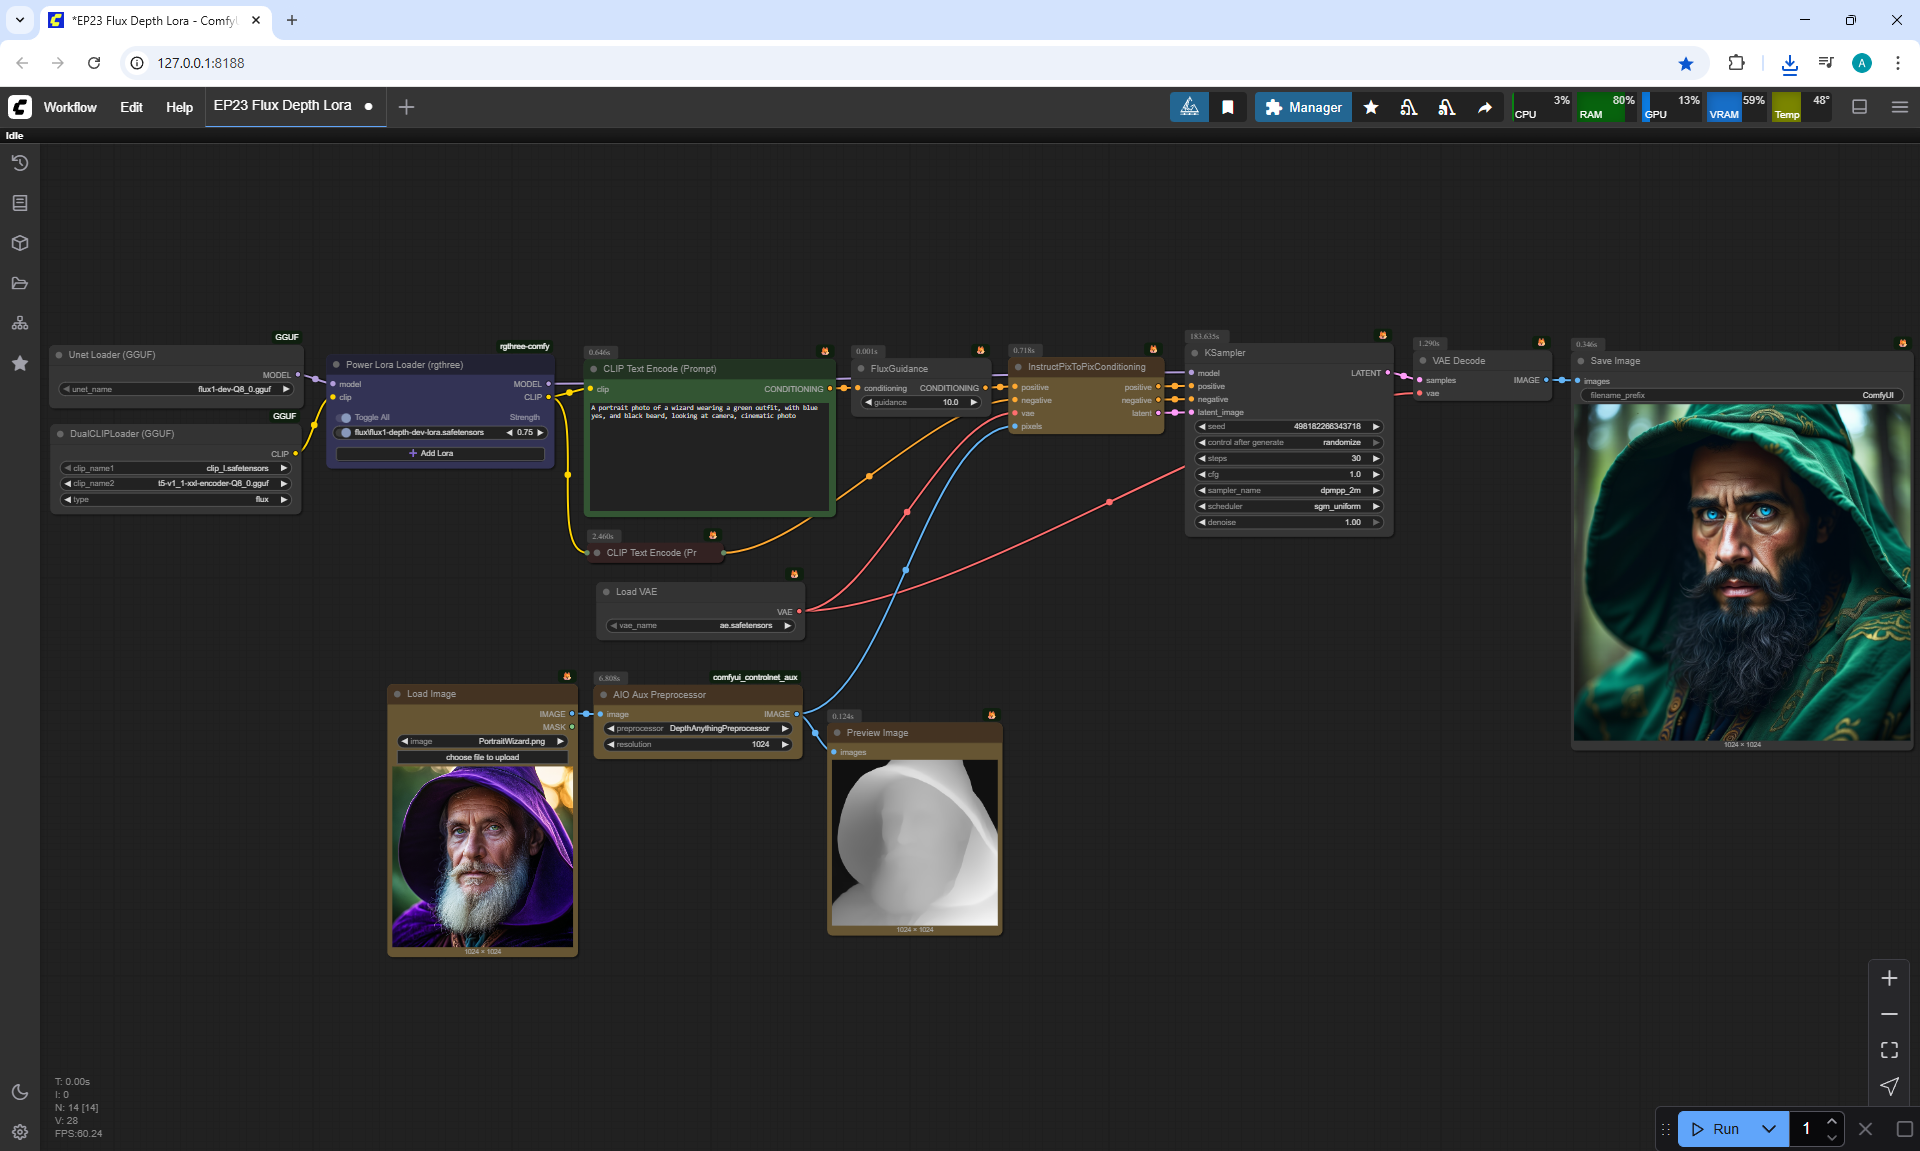 *EP23 Flux Depth Lora - ComfyU
127.0.0.1:8188
A
Workflow Edit Help EP23 Flux Depth Lora
Manager
3% CPU
80% RAM
13% GPU
59% VRAM
48° Temp
Idle
GGUF
Unet Loader (GGUF)
MODEL
unet_name flux1-dev-Q8_0.gguf
GGUF
DualCLIPLoader (GGUF)
CLIP
clip_name1 clip_l.safetensors
clip_name2 t5-v1_1-xxl-encoder-Q8_0.gguf
type flux
rgthree-comfy
Power Lora Loader (rgthree)
model MODEL
clip CLIP
Toggle All Strength
flux\flux1-depth-dev-lora.safetensors 0.75
+ Add Lora
0.646s
CLIP Text Encode (Prompt)
clip CONDITIONING
A portrait photo of a wizard wearing a green outfit, with blue
yes, and black beard, looking at camera, cinematic photo
2.460s
CLIP Text Encode (Pr
0.001s
FluxGuidance
conditioning CONDITIONING
guidance 10.0
0.718s
InstructPixToPixConditioning
positive positive
negative negative
vae latent
pixels
183.635s
KSampler
model LATENT
positive
negative
latent_image
seed 498182266343718
control after generate randomize
steps 30
cfg 1.0
sampler_name dpmpp_2m
scheduler sgm_uniform
denoise 1.00
1.290s
VAE Decode
samples IMAGE
vae
0.346s
Save Image
images
filename_prefix ComfyUI
1024 × 1024
Load VAE
VAE
vae_name ae.safetensors
Load Image
IMAGE
MASK
image PortraitWizard.png
choose file to upload
1024 × 1024
6.808s
comfyui_controlnet_aux
AIO Aux Preprocessor
image IMAGE
preprocessor DepthAnythingPreprocessor
resolution 1024
0.124s
Preview Image
images
1024 × 1024
T: 0.00s
I: 0
N: 14 [14]
V: 28
FPS:60.24
Run 1